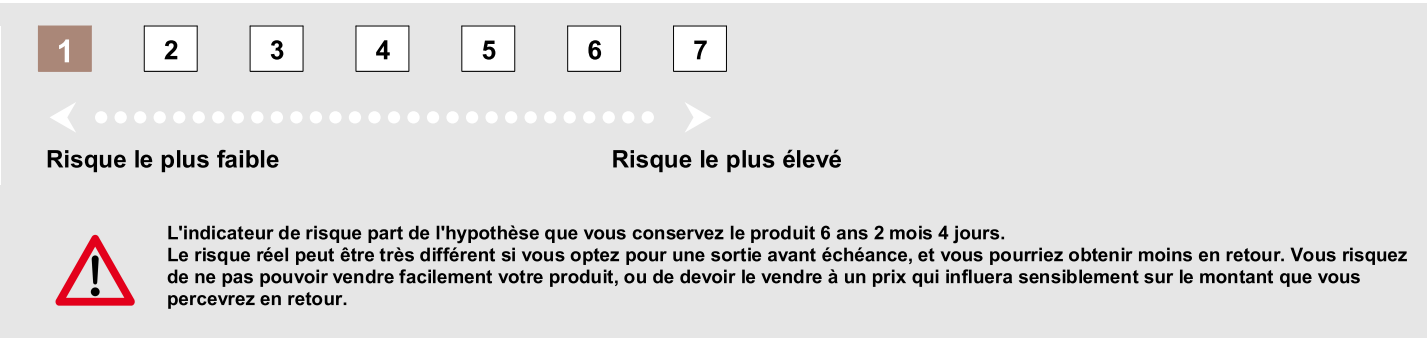 1 2 3 4 5 6 7
Risque le plus faible Risque le plus élevé
L'indicateur de risque part de l'hypothèse que vous conservez le produit 6 ans 2 mois 4 jours.
Le risque réel peut être très différent si vous optez pour une sortie avant échéance, et vous pourriez obtenir moins en retour. Vous risquez
de ne pas pouvoir vendre facilement votre produit, ou de devoir le vendre à un prix qui influera sensiblement sur le montant que vous
percevrez en retour.